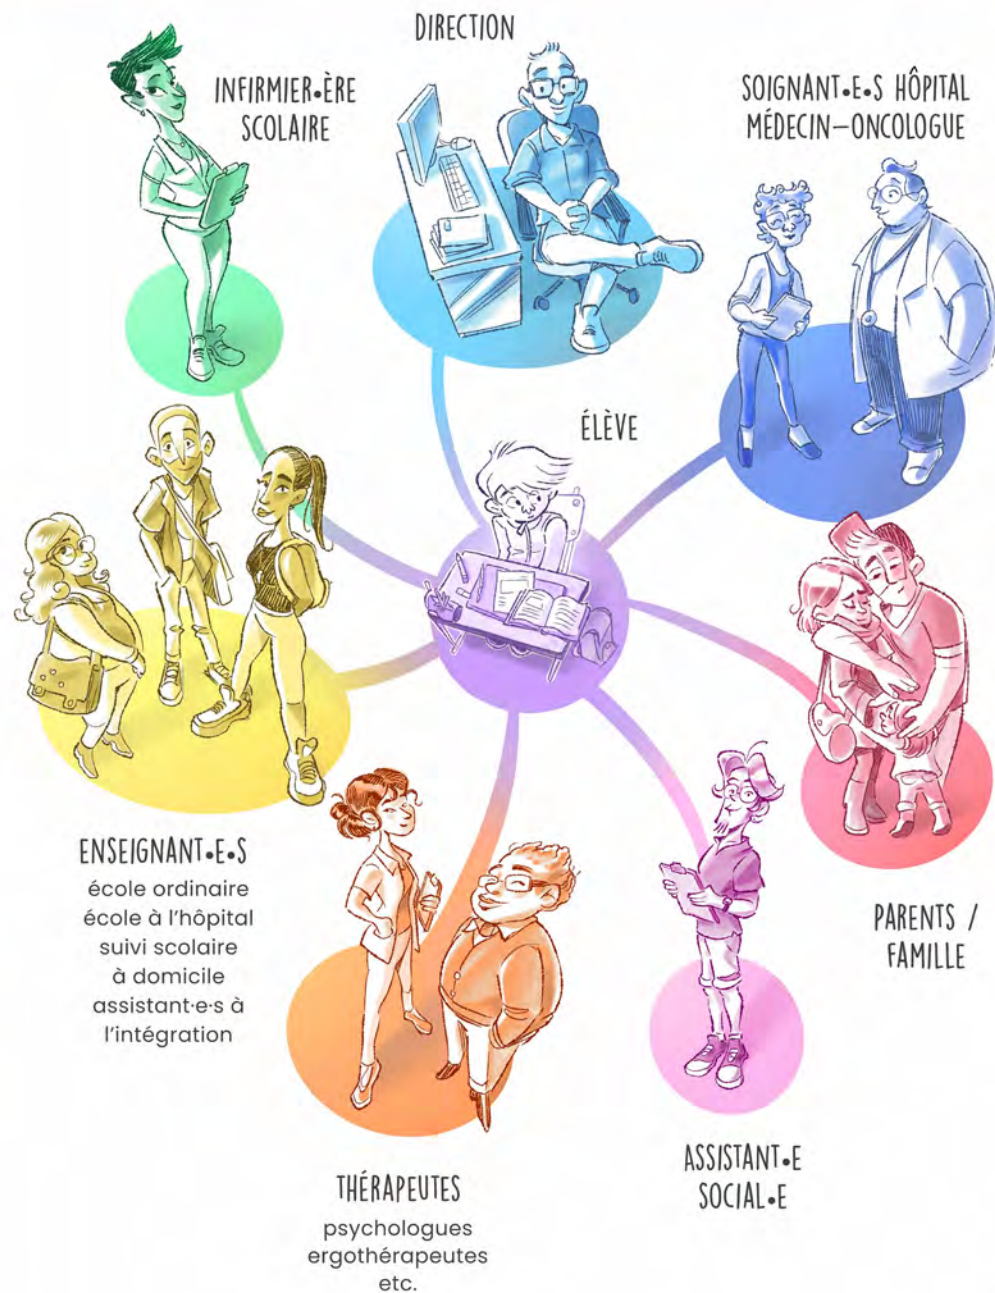 DIRECTION
INFIRMIER•ÈRE
SCOLAIRE
SOIGNANT•E•S HÔPITAL
MÉDECIN–ONCOLOGUE
ÉLÈVE
ENSEIGNANT•E•S
école ordinaire
école à l'hôpital
suivi scolaire
à domicile
assistant·e·s à
l'intégration
PARENTS /
FAMILLE
THÉRAPEUTES
psychologues
ergothérapeutes
etc.
ASSISTANT•E
SOCIAL•E